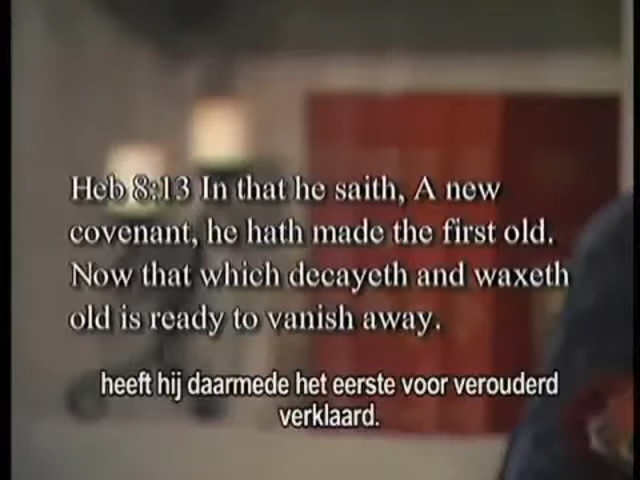 Heb 8:13 In that he saith, A new
covenant, he hath made the first old.
Now that which decayeth and waxeth
old is ready to vanish away.
heeft hij daarmede het eerste voor verouderd
verklaard.